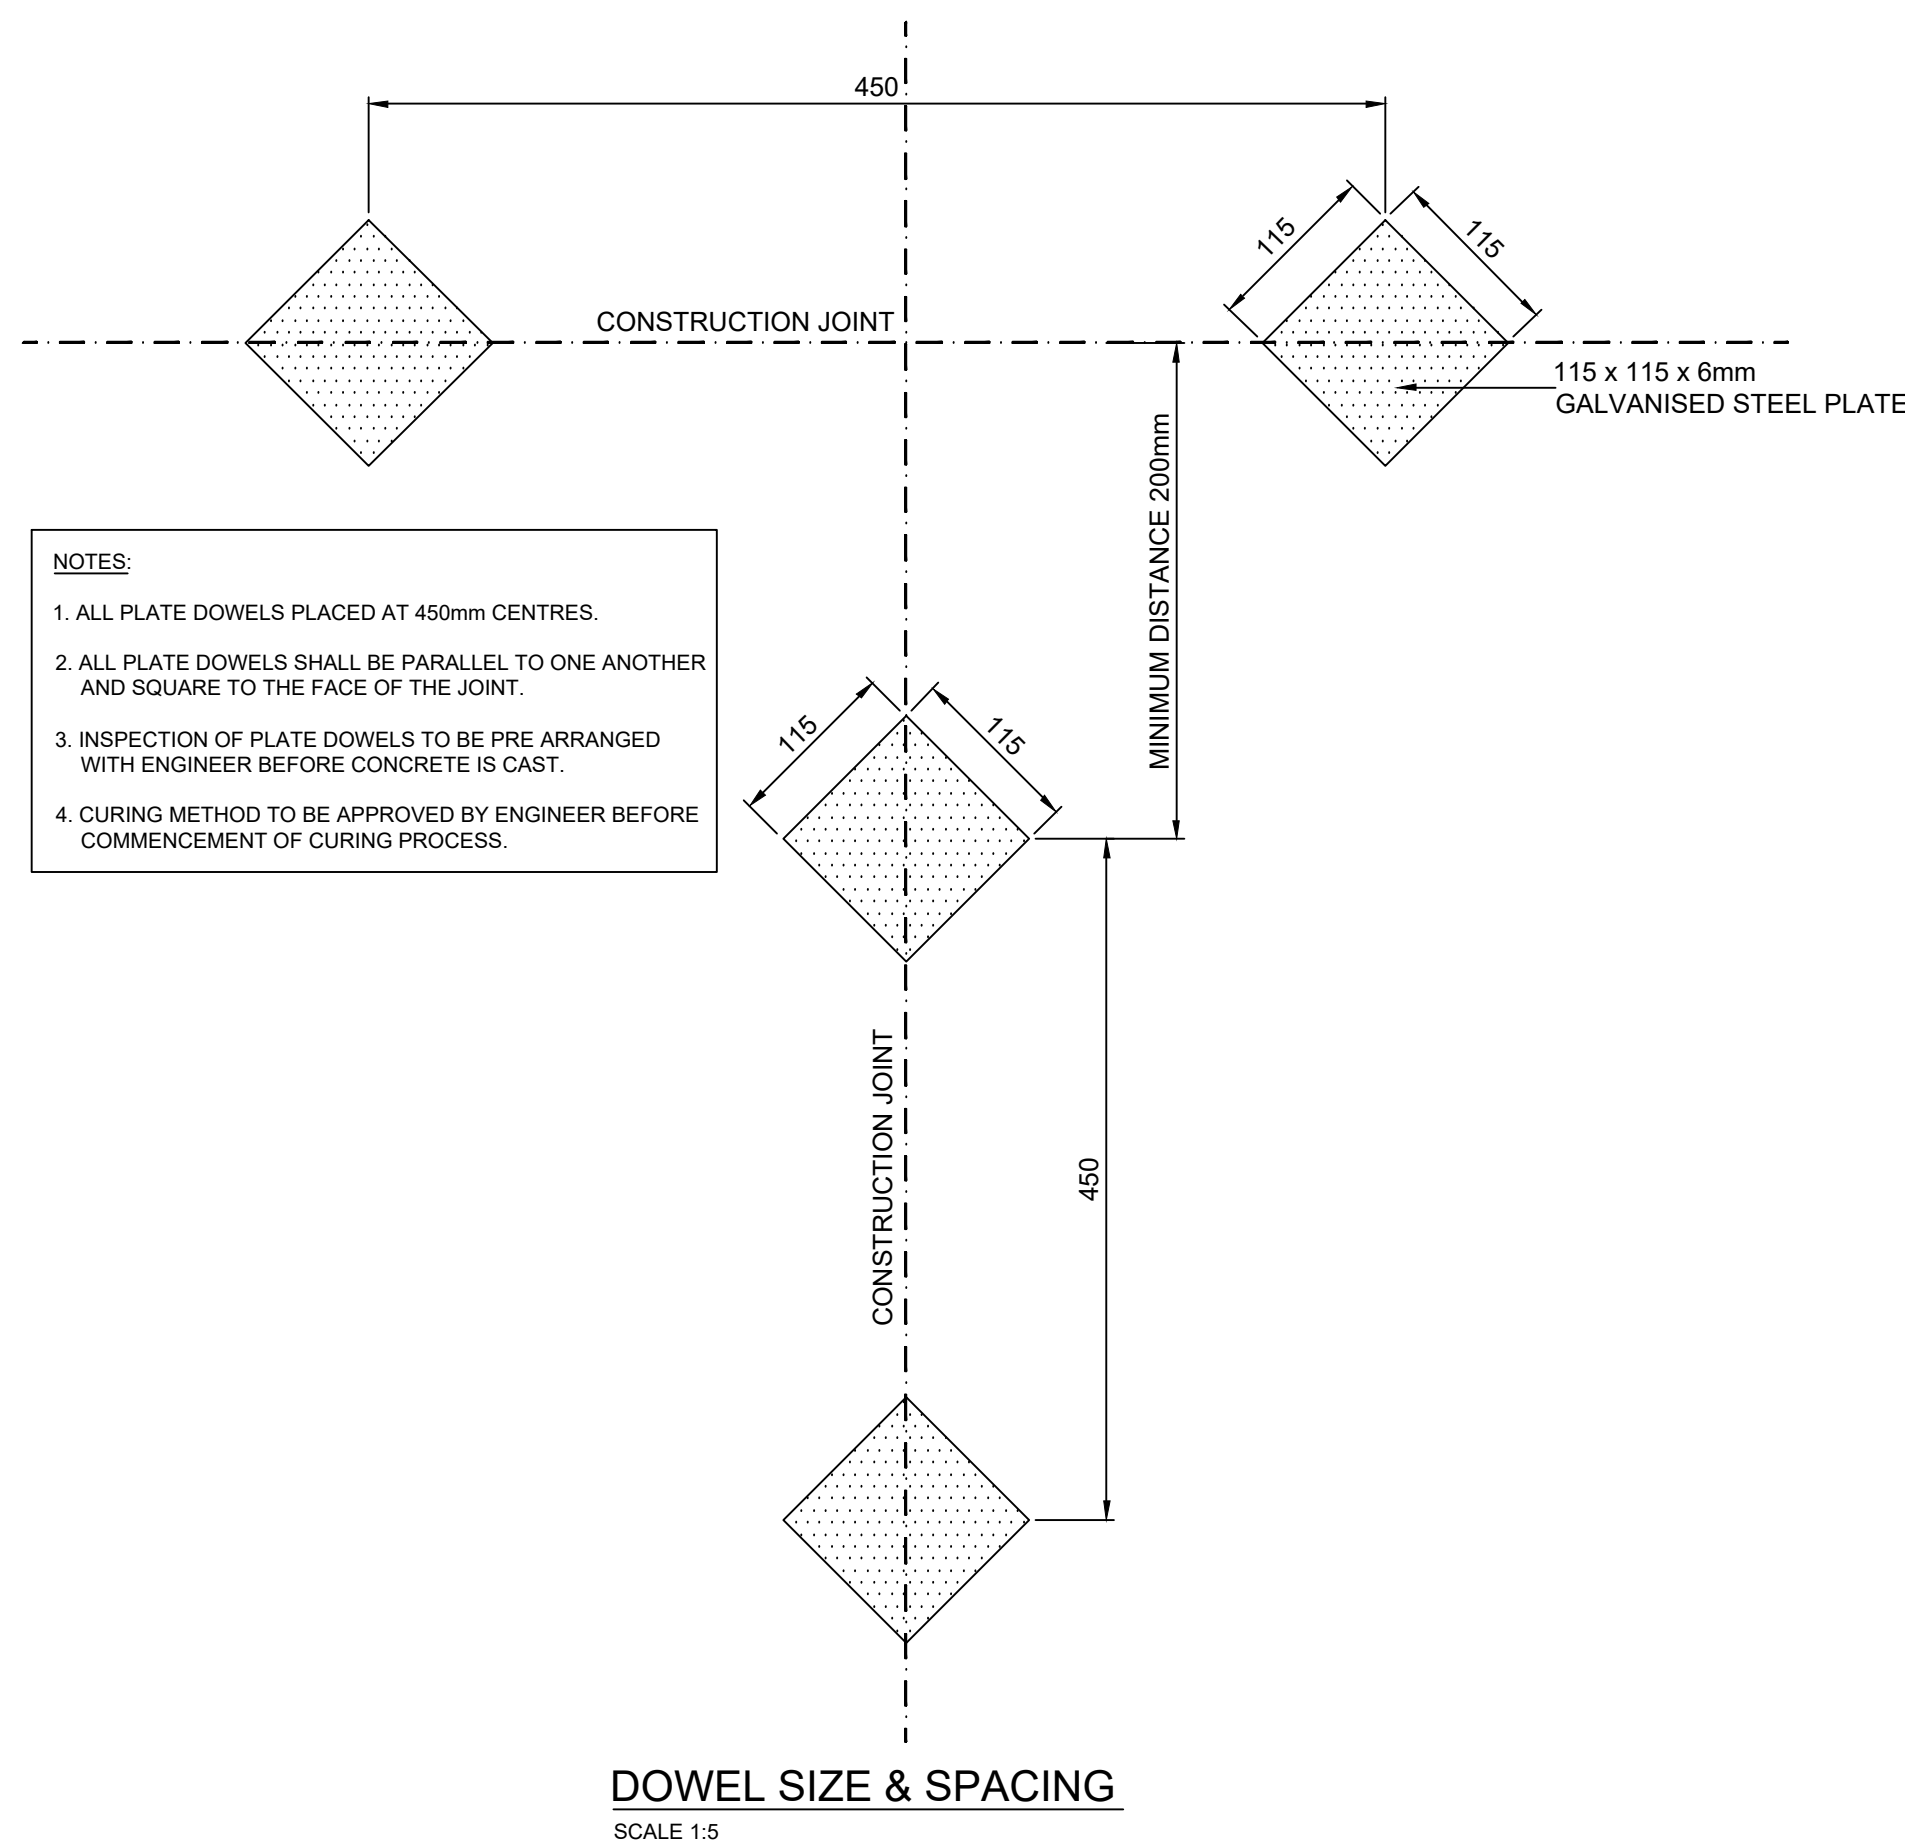 450
115
115
CONSTRUCTION JOINT
115 x 115 x 6mm
GALVANISED STEEL PLATE
MINIMUM DISTANCE 200mm
NOTES:
1. ALL PLATE DOWELS PLACED AT 450mm CENTRES.
2. ALL PLATE DOWELS SHALL BE PARALLEL TO ONE ANOTHER
AND SQUARE TO THE FACE OF THE JOINT.
3. INSPECTION OF PLATE DOWELS TO BE PRE ARRANGED
WITH ENGINEER BEFORE CONCRETE IS CAST.
4. CURING METHOD TO BE APPROVED BY ENGINEER BEFORE
COMMENCEMENT OF CURING PROCESS.
115
115
CONSTRUCTION JOINT
450
DOWEL SIZE & SPACING
SCALE 1:5